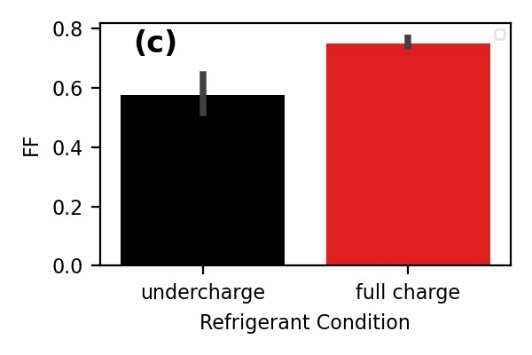 (c)
0.8
0.6
0.4
0.2
0.0
FF
undercharge full charge
Refrigerant Condition